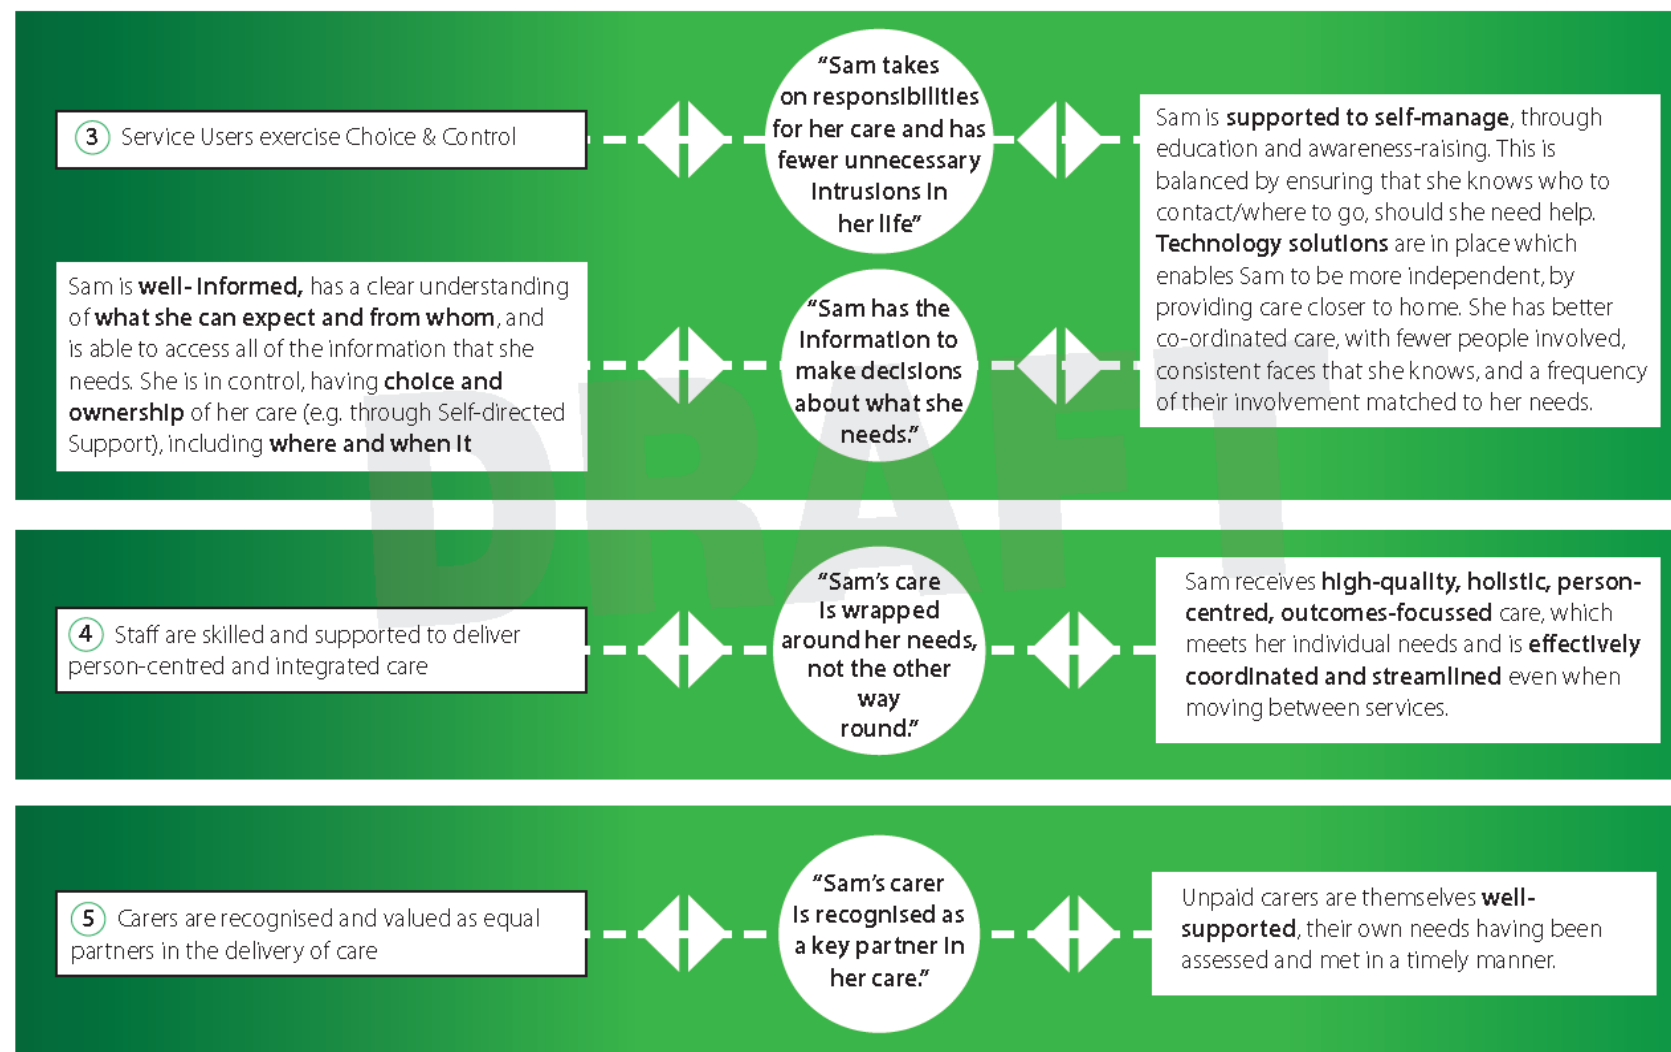 3 Service Users exercise Choice & Control
"Sam takes
on responsibilities
for her care and has
fewer unnecessary
intrusions in
her life"
Sam is supported to self-manage, through
education and awareness-raising. This is
balanced by ensuring that she knows who to
contact/where to go, should she need help.
Technology solutions are in place which
enables Sam to be more independent, by
providing care closer to home. She has better
co-ordinated care, with fewer people involved,
consistent faces that she knows, and a frequency
of their involvement matched to her needs.
Sam is well- informed, has a clear understanding
of what she can expect and from whom, and
is able to access all of the information that she
needs. She is in control, having choice and
ownership of her care (e.g. through Self-directed
Support), including where and when it
"Sam has the
information to
make decisions
about what she
needs."
DRAFT
4 Staff are skilled and supported to deliver
person-centred and integrated care
"Sam's care
is wrapped
around her needs,
not the other
way
round."
Sam receives high-quality, holistic, person-
centred, outcomes-focussed care, which
meets her individual needs and is effectively
coordinated and streamlined even when
moving between services.
5 Carers are recognised and valued as equal
partners in the delivery of care
"Sam's carer
is recognised as
a key partner in
her care."
Unpaid carers are themselves well-
supported, their own needs having been
assessed and met in a timely manner.